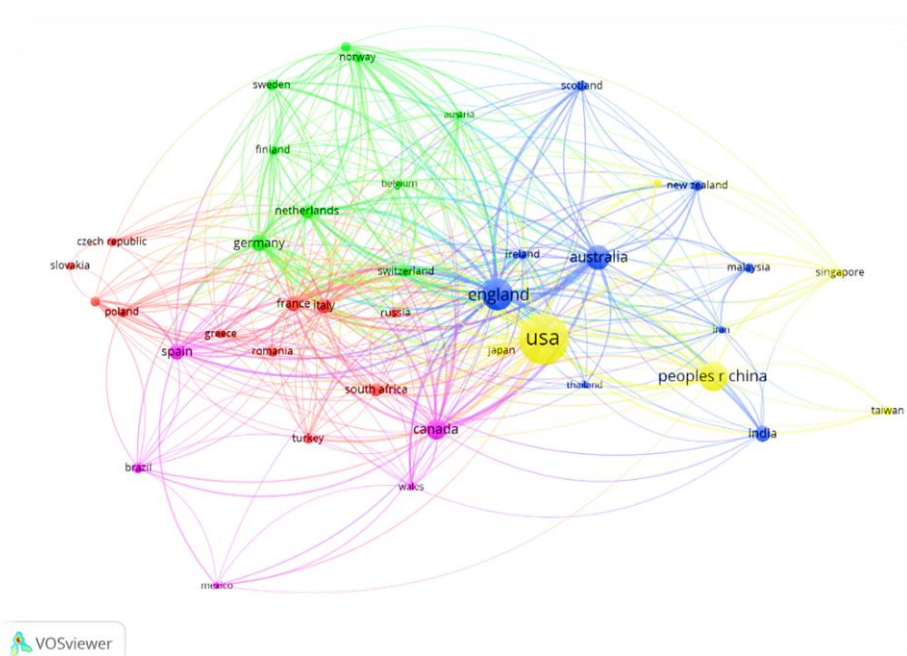 norway
sweden
scotland
austria
finland
belgium
new zealand
netherlands
czech republic
germany
ireland
australia
slovakia
switzerland
malaysia
singapore
england
poland
france
italy
russia
iran
greece
usa
spain
romania
japan
peoples r china
thailand
south africa
taiwan
canada
india
turkey
brazil
wales
mexico
VOSviewer